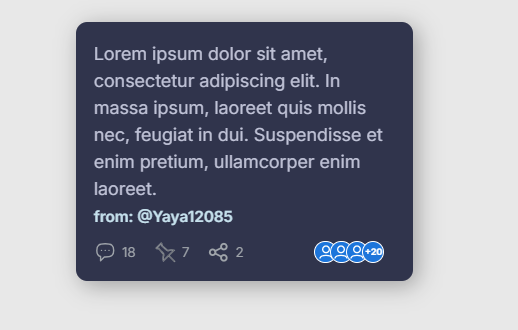 Lorem ipsum dolor sit amet,
consectetur adipiscing elit. In
massa ipsum, laoreet quis mollis
nec, feugiat in dui. Suspendisse et
enim pretium, ullamcorper enim
laoreet.
from: @Yaya12085
18 7 2 +20